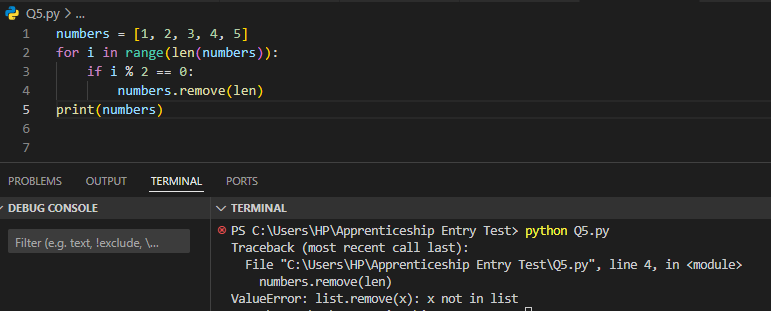 Q5.py > ...
1 numbers = [1, 2, 3, 4, 5]
2 for i in range(len(numbers)):
3 if i % 2 == 0:
4 numbers.remove(len)
5 print(numbers)
6
7
PROBLEMS OUTPUT TERMINAL PORTS
DEBUG CONSOLE
Filter (e.g. text, !exclude, \...
TERMINAL
PS C:\Users\HP\Apprenticeship Entry Test> python Q5.py
Traceback (most recent call last):
File "C:\Users\HP\Apprenticeship Entry Test\Q5.py", line 4, in <module>
numbers.remove(len)
ValueError: list.remove(x): x not in list